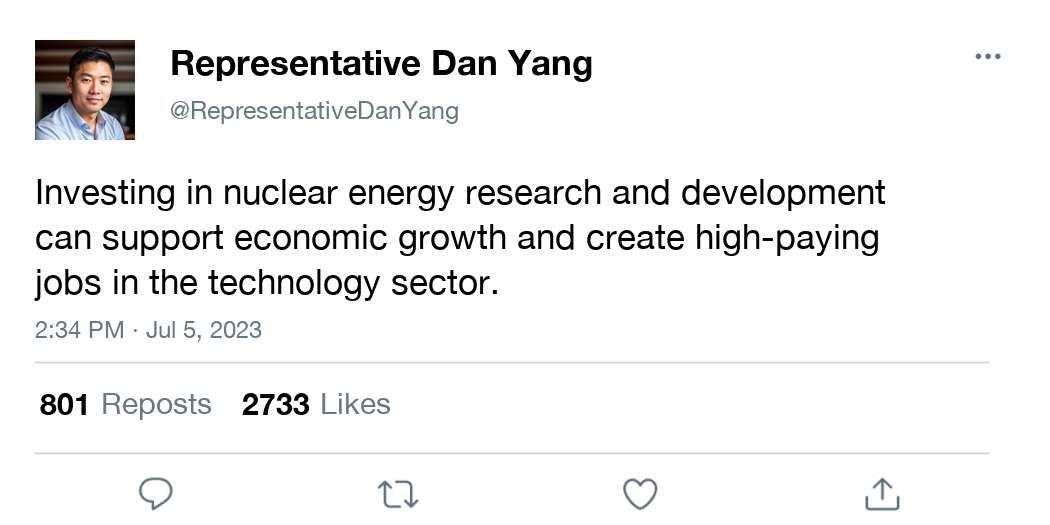 Representative Dan Yang
@RepresentativeDanYang
Investing in nuclear energy research and development
can support economic growth and create high-paying
jobs in the technology sector.
2:34 PM · Jul 5, 2023
801 Reposts 2733 Likes